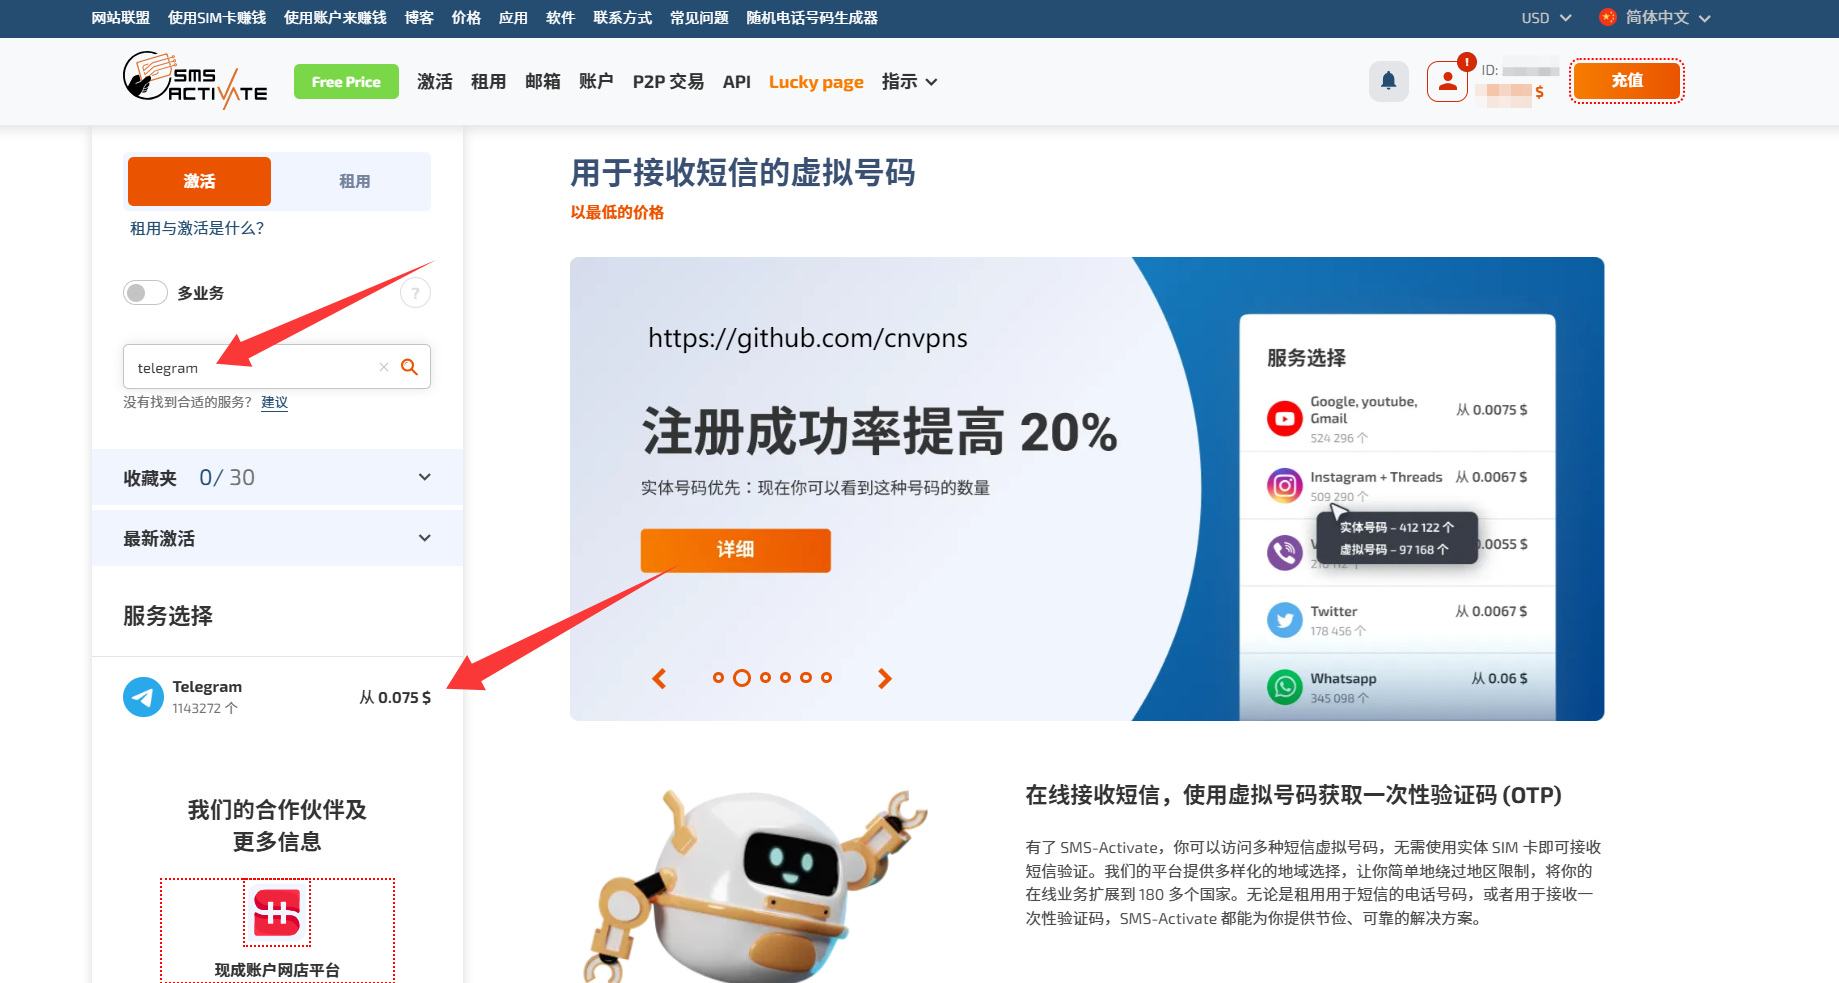 网站联盟 使用SIM卡赚钱 使用账户来赚钱 博客 价格 应用 软件 联系方式 常见问题 随机电话号码生成器 USD 简体中文
SMS ACTIVATE
Free Price 激活 租用 邮箱 账户 P2P 交易 API Lucky page 指示
!
ID:
$
充值
激活 租用
租用与激活是什么?
多业务 ?
telegram
没有找到合适的服务? 建议
收藏夹 0/ 30
最新激活
服务选择
Telegram
从 0.075 $
1143272 个
我们的合作伙伴及
更多信息
现成账户网店平台
用于接收短信的虚拟号码
以最低的价格
https://github.com/cnvpns
注册成功率提高 20%
实体号码优先：现在你可以看到这种号码的数量
详细
服务选择
Google, youtube,
Gmail
从 0.0075 $
524 296 个
Instagram + Threads 从 0.0067 $
509 290 个
实体号码 – 412 122 个
虚拟号码 – 97 168 个
0.0055 $
Twitter 从 0.0067 $
178 456 个
Whatsapp 从 0.06 $
345 098 个
在线接收短信，使用虚拟号码获取一次性验证码 (OTP)
有了 SMS-Activate，你可以访问多种短信虚拟号码，无需使用实体 SIM 卡即可接收
短信验证。我们的平台提供多样化的地域选择，让你简单地绕过地区限制，将你的
在线业务扩展到 180 多个国家。无论是租用用于短信的电话号码，或者用于接收一
次性验证码，SMS-Activate 都能为你提供节俭、可靠的解决方案。